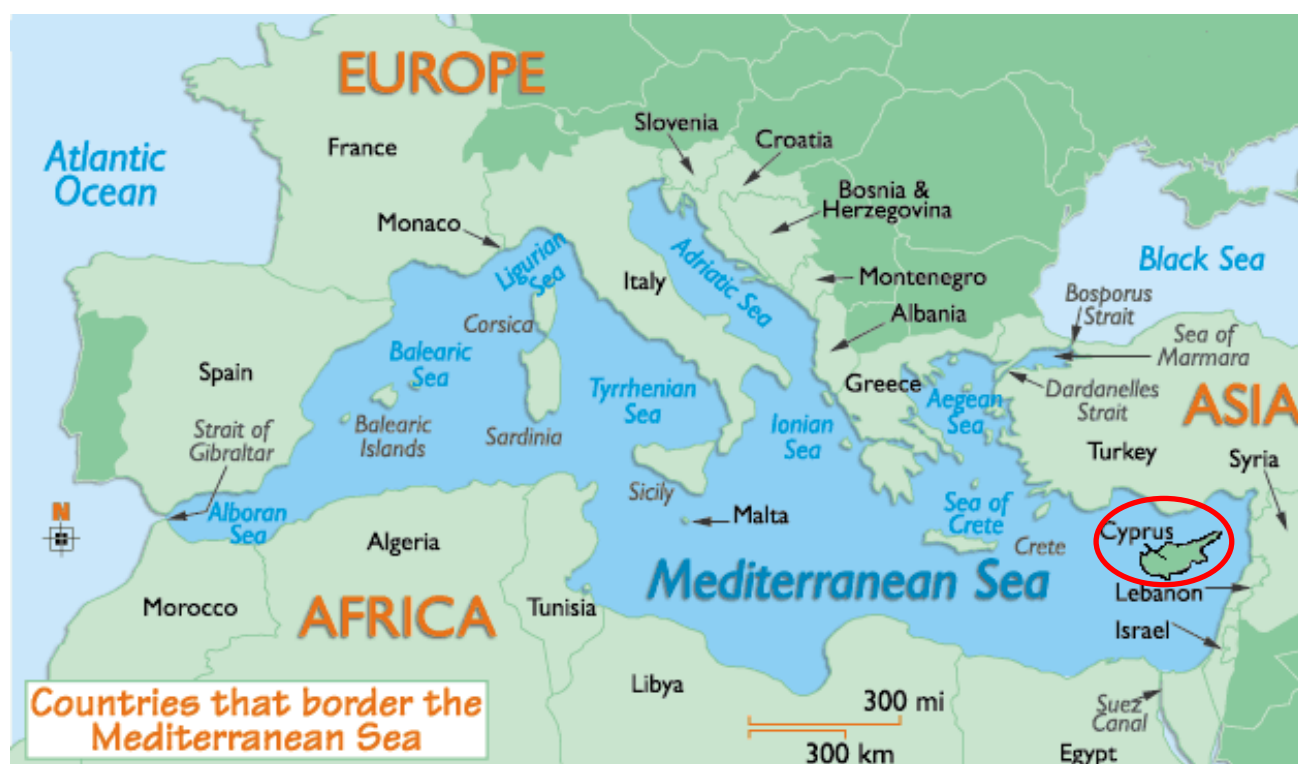 EUROPE
Atlantic
Ocean
France
Monaco
Ligurian
Sea
Slovenia
Croatia
Bosnia &
Herzegovina
Adriatic Sea
Italy
Montenegro
Albania
Black Sea
Bosporus
Strait
Sea of
Marmara
Corsica
Balearic
Sea
Spain
Tyrrhenian
Sea
Greece
Aegean
Sea
Dardanelles
Strait
ASIA
Strait of
Gibraltar
Balearic
Islands
Sardinia
Ionian
Sea
Turkey
Syria
Sicily
N
Alboran
Sea
Malta
Sea of
Crete
Crete
Cyprus
Algeria
Mediterranean Sea
Lebanon
Morocco
AFRICA
Tunisia
Israel
Libya
Countries that border the
Mediterranean Sea
300 mi
300 km
Suez
Canal
Egypt